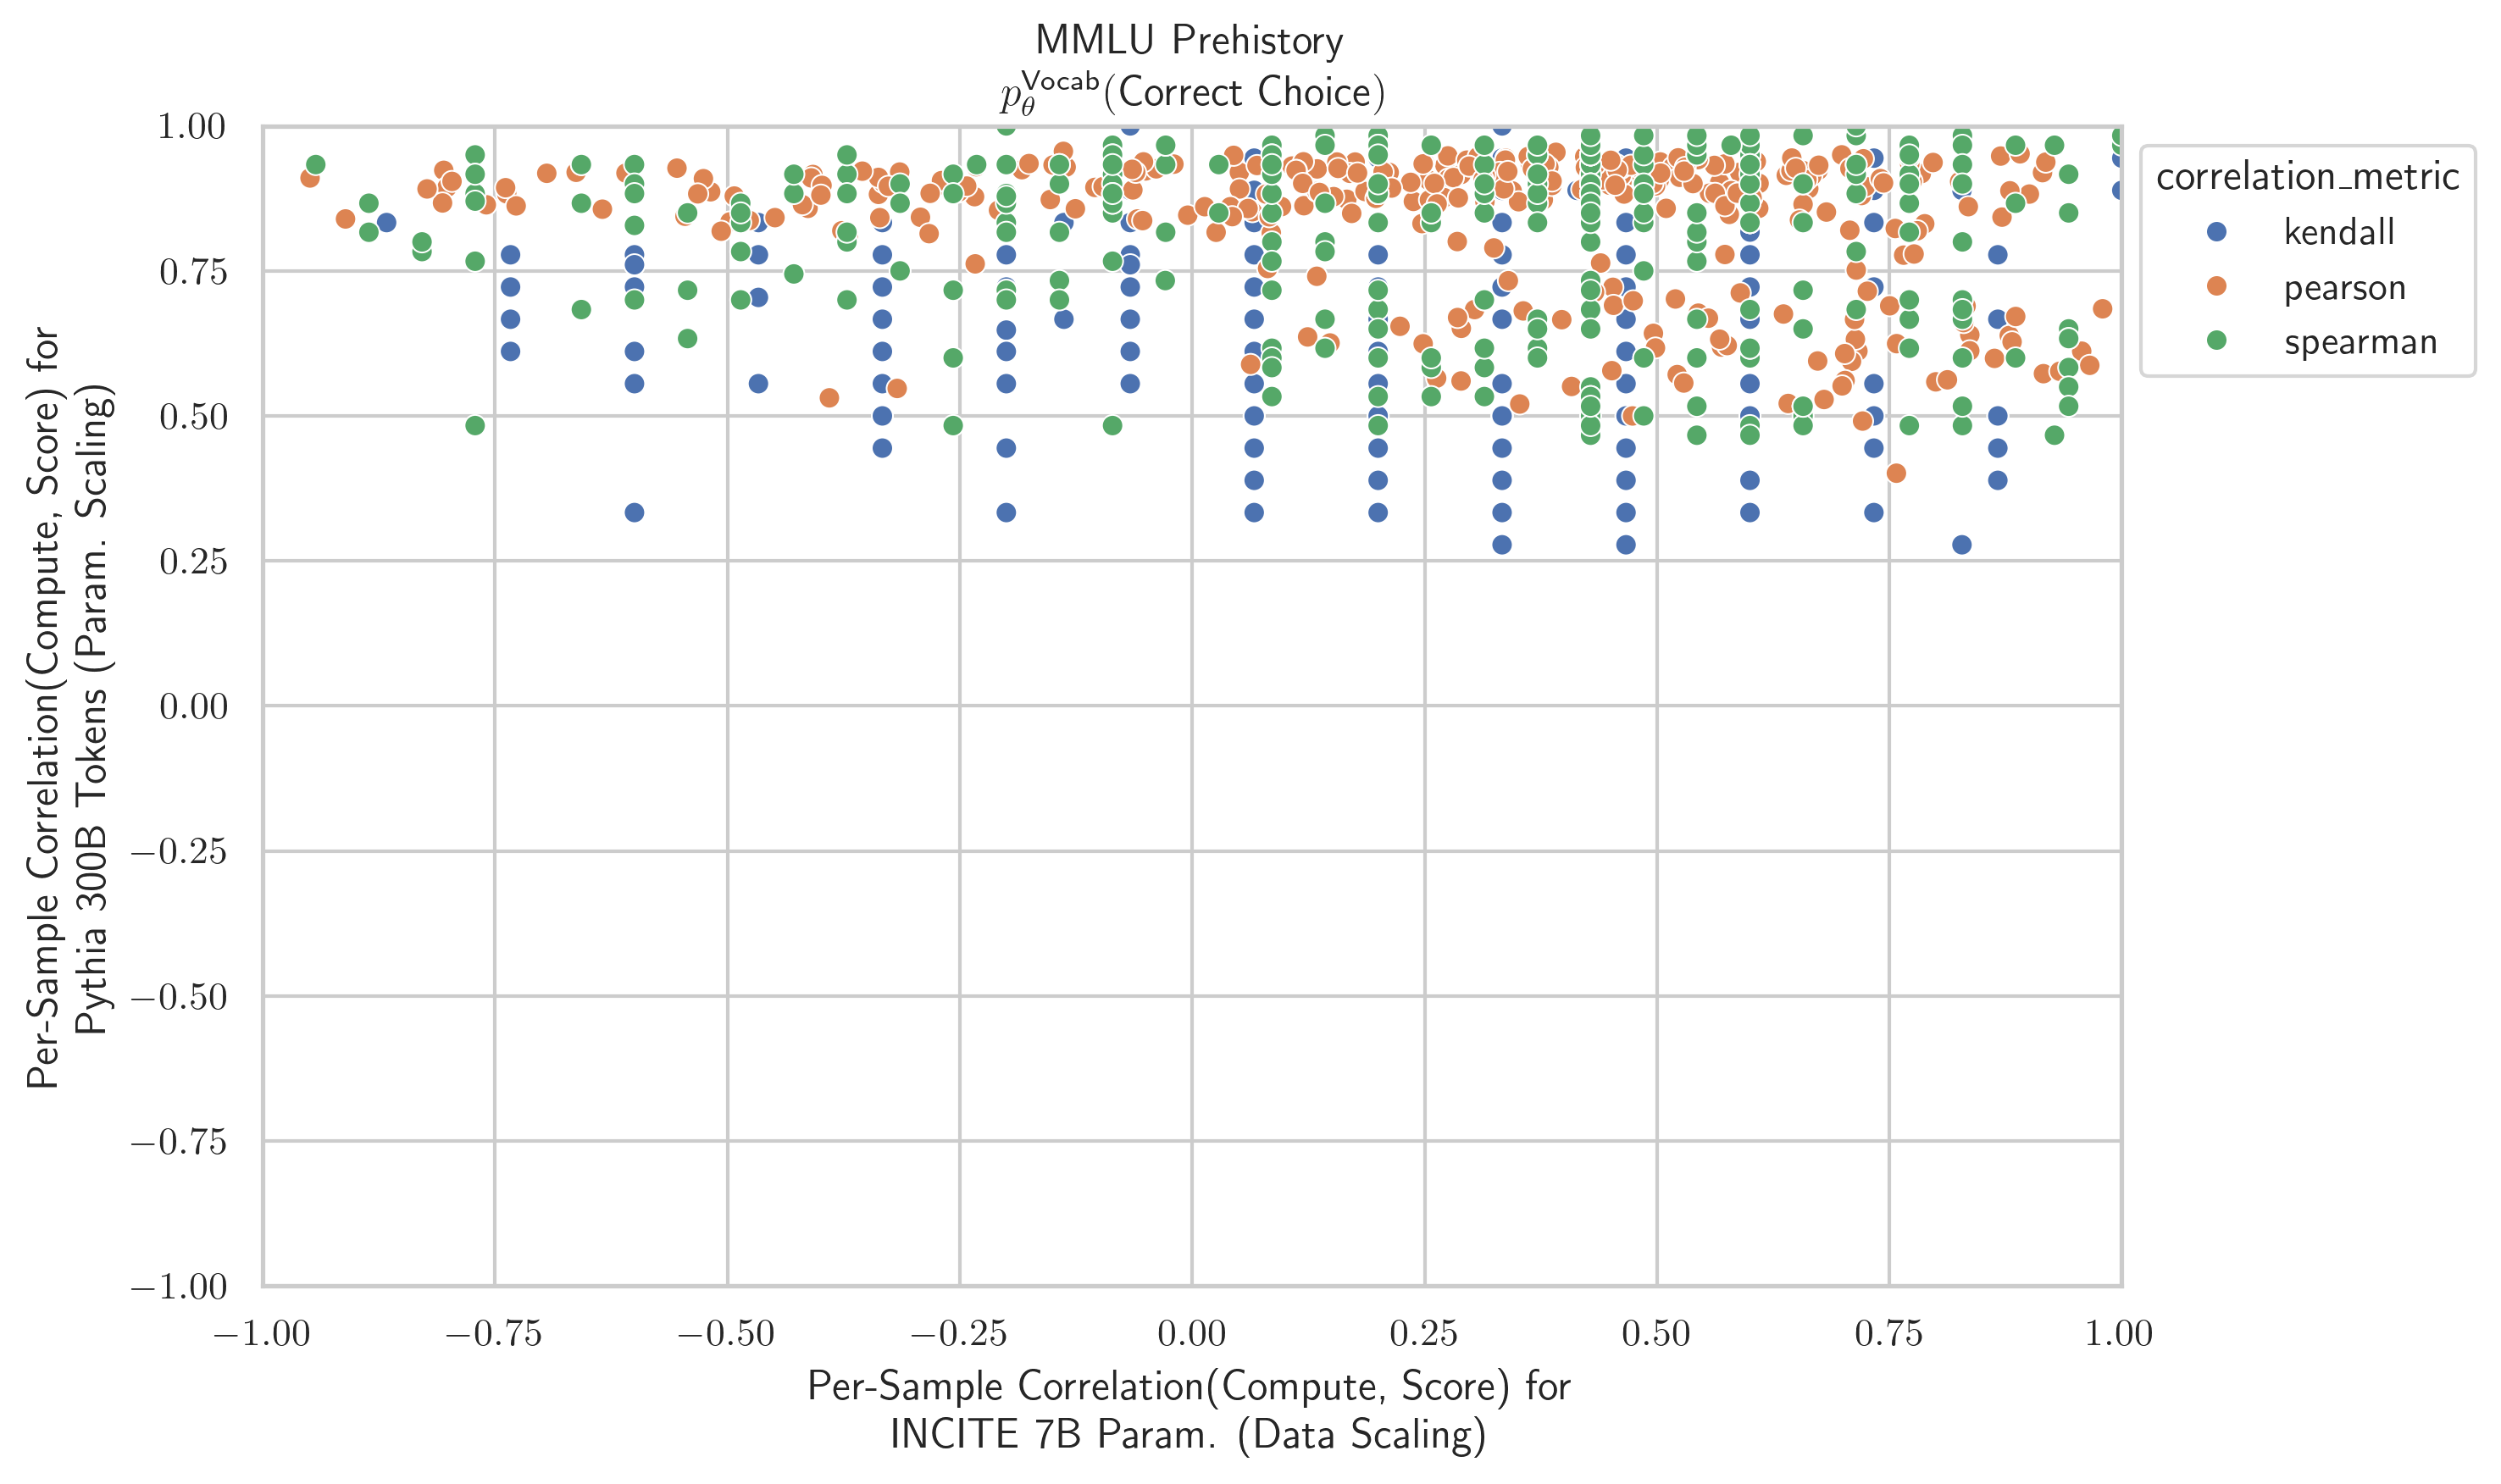 MMLU Prehistory
p_θ^Vocab(Correct Choice)
1.00
0.75
0.50
0.25
0.00
−0.25
−0.50
−0.75
−1.00
Per-Sample Correlation(Compute, Score) for
Pythia 300B Tokens (Param. Scaling)
−1.00 −0.75 −0.50 −0.25 0.00 0.25 0.50 0.75 1.00
Per-Sample Correlation(Compute, Score) for
INCITE 7B Param. (Data Scaling)
correlation_metric
kendall
pearson
spearman